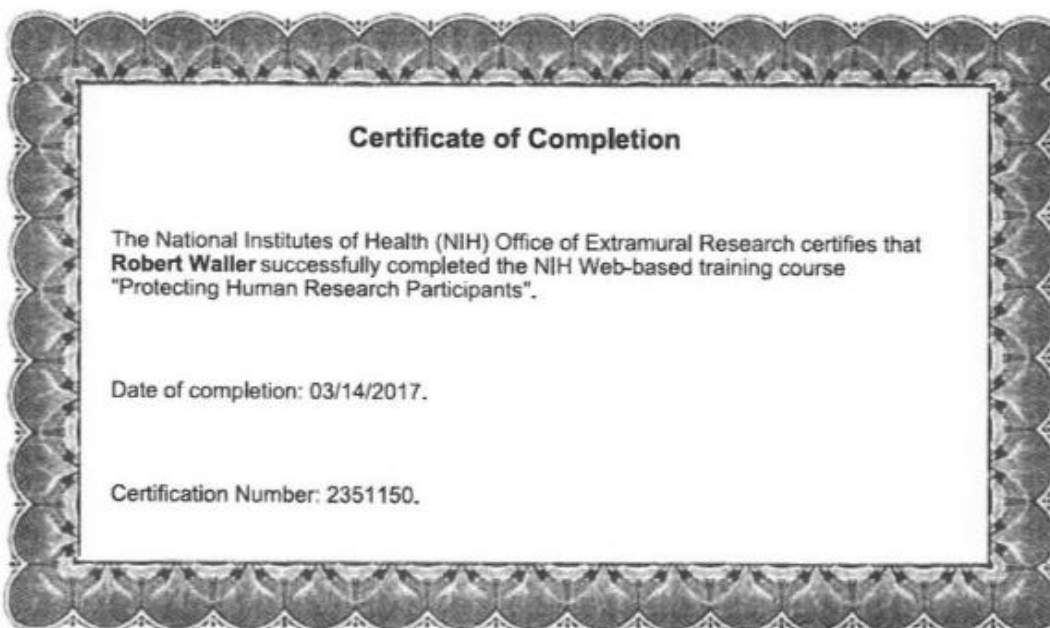 Certificate of Completion
The National Institutes of Health (NIH) Office of Extramural Research certifies that
Robert Waller successfully completed the NIH Web-based training course
"Protecting Human Research Participants".
Date of completion: 03/14/2017.
Certification Number: 2351150.